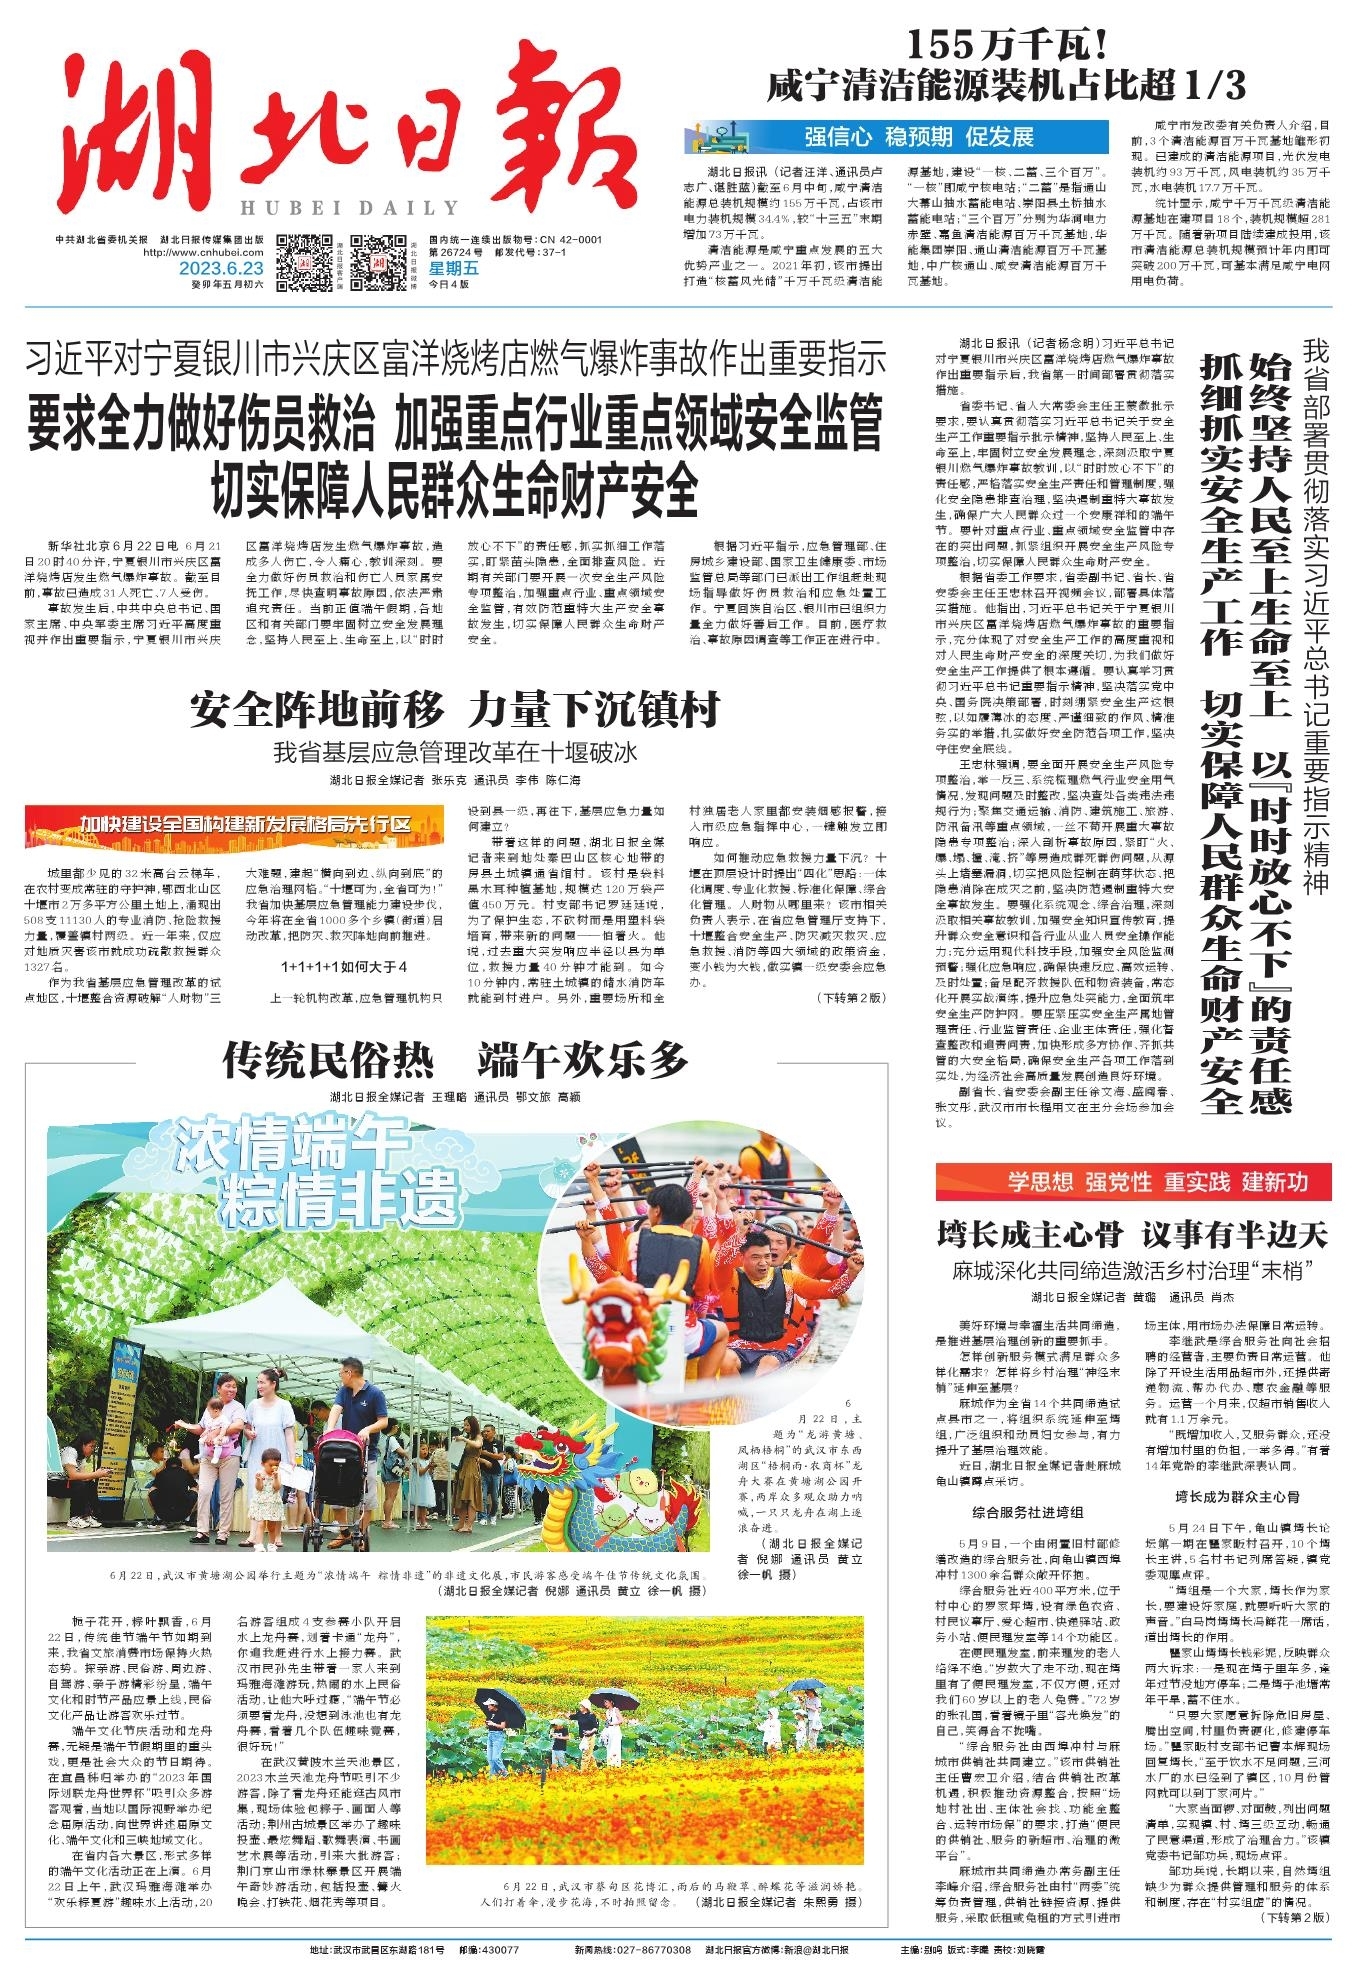 湖北日报
HUBEI DAILY
中共湖北省委机关报 湖北日报传媒集团出版
http://www.cnhubei.com
2023.6.23
癸卯年五月初六
湖北日报客户端
湖北日报微博
国内统一连续出版物号:CN 42-0001
第26724号 邮发代号:37-1
星期五
今日4版
155万千瓦!
咸宁清洁能源装机占比超1/3
强信心 稳预期 促发展
湖北日报讯(记者汪洋、通讯员卢
志广、谌胜蓝)截至6月中旬,咸宁清洁
能源总装机规模约155万千瓦,占该市
电力装机规模34.4%,较“十三五”末期
增加73万千瓦。
清洁能源是咸宁重点发展的五大
优势产业之一。2021年初,该市提出
打造“核蓄风光储”千万千瓦级清洁能
源基地,建设“一核、二蓄、三个百万”。
“一核”即咸宁核电站;“二蓄”是指通山
大幕山抽水蓄能电站、崇阳县土桥抽水
蓄能电站;“三个百万”分别为华润电力
赤壁、嘉鱼清洁能源百万千瓦基地,华
能集团崇阳、通山清洁能源百万千瓦基
地,中广核通山、咸安清洁能源百万千
瓦基地。
咸宁市发改委有关负责人介绍,目
前,3个清洁能源百万千瓦基地雏形初
现。已建成的清洁能源项目,光伏发电
装机约93万千瓦,风电装机约35万千
瓦,水电装机17.7万千瓦。
统计显示,咸宁千万千瓦级清洁能
源基地在建项目18个,装机规模超281
万千瓦。随着新项目陆续建成投用,该
市清洁能源总装机规模预计年内即可
突破200万千瓦,可基本满足咸宁电网
用电负荷。
习近平对宁夏银川市兴庆区富洋烧烤店燃气爆炸事故作出重要指示
要求全力做好伤员救治 加强重点行业重点领域安全监管
切实保障人民群众生命财产安全
新华社北京6月22日电 6月21
日20时40分许,宁夏银川市兴庆区富
洋烧烤店发生燃气爆炸事故。截至目
前,事故已造成31人死亡、7人受伤。
事故发生后,中共中央总书记、国
家主席、中央军委主席习近平高度重
视并作出重要指示,宁夏银川市兴庆
区富洋烧烤店发生燃气爆炸事故,造
成多人伤亡,令人痛心,教训深刻。要
全力做好伤员救治和伤亡人员家属安
抚工作,尽快查明事故原因,依法严肃
追究责任。当前正值端午假期,各地
区和有关部门要牢固树立安全发展理
念,坚持人民至上、生命至上,以“时时
放心不下”的责任感,抓实抓细工作落
实,盯紧苗头隐患,全面排查风险。近
期有关部门要开展一次安全生产风险
专项整治,加强重点行业、重点领域安
全监管,有效防范重特大生产安全事
故发生,切实保障人民群众生命财产
安全。
根据习近平指示,应急管理部、住
房城乡建设部、国家卫生健康委、市场
监管总局等部门已派出工作组赶赴现
场指导做好伤员救治和应急处置工
作。宁夏回族自治区、银川市已组织力
量全力做好善后工作。目前,医疗救
治、事故原因调查等工作正在进行中。
安全阵地前移 力量下沉镇村
我省基层应急管理改革在十堰破冰
湖北日报全媒记者 张乐克 通讯员 李伟 陈仁海
加快建设全国构建新发展格局先行区
城里都少见的32米高台云梯车,
在农村变成常驻的守护神,鄂西北山区
十堰市2万多平方公里土地上,涌现出
508支11130人的专业消防、抢险救援
力量,覆盖镇村两级。近一年来,仅应
对地质灾害该市就成功疏散救援群众
1327名。
作为我省基层应急管理改革的试
点地区,十堰整合资源破解“人财物”三
大难题,建起“横向到边、纵向到底”的
应急治理网络。“十堰可为,全省可为!”
我省加快基层应急管理能力建设步伐,
今年将在全省1000多个乡镇(街道)启
动改革,把防灾、救灾阵地向前推进。
1+1+1+1如何大于4
上一轮机构改革,应急管理机构只
设到县一级,再往下,基层应急力量如
何建立?
带着这样的问题,湖北日报全媒
记者来到地处秦巴山区核心地带的
房县土城镇通省馆村。该村是袋料
黑木耳种植基地,规模达120万袋产
值450万元。村支部书记罗延廷说,
为了保护生态,不砍树而是用塑料袋
培育,带来新的问题——怕着火。他
说,过去重大突发响应半径以县为单
位,救援力量40分钟才能到。如今
10分钟内,常驻土城镇的储水消防车
就能到村进户。另外,重要场所和全
村独居老人家里都安装烟感报警,接
入市级应急指挥中心,一键触发立即
响应。
如何推动应急救援力量下沉?十
堰在顶层设计时提出“四化”思路:一体
化调度、专业化救援、标准化保障、综合
化管理。人财物从哪里来?该市相关
负责人表示,在省应急管理厅支持下,
十堰整合安全生产、防灾减灾救灾、应
急救援、消防等四大领域的政策资金,
变小钱为大钱,做实镇一级安委会应急
办。
(下转第2版)
湖北日报讯(记者杨念明)习近平总书记
对宁夏银川市兴庆区富洋烧烤店燃气爆炸事故
作出重要指示后,我省第一时间部署贯彻落实
措施。
省委书记、省人大常委会主任王蒙徽批示
要求,要认真贯彻落实习近平总书记关于安全
生产工作重要指示批示精神,坚持人民至上、生
命至上,牢固树立安全发展理念,深刻汲取宁夏
银川燃气爆炸事故教训,以“时时放心不下”的
责任感,严格落实安全生产责任和管理制度,强
化安全隐患排查治理,坚决遏制重特大事故发
生,确保广大人民群众过一个安康祥和的端午
节。要针对重点行业、重点领域安全监管中存
在的突出问题,抓紧组织开展安全生产风险专
项整治,切实保障人民群众生命财产安全。
根据省委工作要求,省委副书记、省长、省
安委会主任王忠林召开视频会议,部署具体落
实措施。他指出,习近平总书记关于宁夏银川
市兴庆区富洋烧烤店燃气爆炸事故的重要指
示,充分体现了对安全生产工作的高度重视和
对人民生命财产安全的深度关切,为我们做好
安全生产工作提供了根本遵循。要认真学习贯
彻习近平总书记重要指示精神,坚决落实党中
央、国务院决策部署,时刻绷紧安全生产这根
弦,以如履薄冰的态度、严谨细致的作风、精准
务实的举措,扎实做好安全防范各项工作,坚决
守住安全底线。
王忠林强调,要全面开展安全生产风险专
项整治,举一反三、系统梳理燃气行业安全用气
情况,发现问题及时整改,坚决查处各类违法违
规行为;聚焦交通运输、消防、建筑施工、旅游、
防汛备汛等重点领域,一丝不苟开展重大事故
隐患专项整治;深入剖析事故原因,紧盯“火、
爆、塌、撞、淹、挤”等易造成群死群伤问题,从源
头上堵塞漏洞,切实把风险控制在萌芽状态、把
隐患消除在成灾之前,坚决防范遏制重特大安
全事故发生。要强化系统观念、综合治理,深刻
汲取相关事故教训,加强安全知识宣传教育,提
升群众安全意识和各行业从业人员安全操作能
力;充分运用现代科技手段,加强安全风险监测
预警;强化应急响应,确保快速反应、高效运转、
及时处置;备足配齐救援队伍和物资装备,常态
化开展实战演练,提升应急处突能力,全面筑牢
安全生产防护网。要压紧压实安全生产属地管
理责任、行业监管责任、企业主体责任,强化督
查整改和追责问责,加快形成多方协作、齐抓共
管的大安全格局,确保安全生产各项工作落到
实处,为经济社会高质量发展创造良好环境。
副省长、省安委会副主任徐文海、盛阅春、
张文彤,武汉市市长程用文在主分会场参加会
议。
我省部署贯彻落实习近平总书记重要指示精神
始终坚持人民至上生命至上 以『时时放心不下』的责任感
抓细抓实安全生产工作 切实保障人民群众生命财产安全
传统民俗热 端午欢乐多
湖北日报全媒记者 王理略 通讯员 鄂文旅 高颖
浓情端午
粽情非遗
6
月22日,主
题为“龙游黄塘、
凤栖梧桐”的武汉市东西
湖区“梧桐雨·农商杯”龙
舟大赛在黄塘湖公园开
赛,两岸众多观众助力呐
喊,一只只龙舟在湖上逐
浪奋进。
(湖北日报全媒记
者 倪娜 通讯员 黄立
徐一帆 摄)
6月22日,武汉市黄塘湖公园举行主题为“浓情端午 粽情非遗”的非遗文化展,市民游客感受端午佳节传统文化氛围。
(湖北日报全媒记者 倪娜 通讯员 黄立 徐一帆 摄)
栀子花开,粽叶飘香,6月
22日,传统佳节端午节如期到
来,我省文旅消费市场保持火热
态势。探亲游、民俗游、周边游、
自驾游、亲子游精彩纷呈,端午
文化和时节产品应景上线,民俗
文化产品让游客欢乐过节。
端午文化节庆活动和龙舟
赛,无疑是端午节假期里的重头
戏,更是社会大众的节日期待。
在宜昌秭归举办的“2023年国
际划联龙舟世界杯”吸引众多游
客观看,当地以国际视野举办纪
念屈原活动,向世界讲述屈原文
化、端午文化和三峡地域文化。
在省内各大景区,形式多样
的端午文化活动正在上演。6月
22日上午,武汉玛雅海滩举办
“欢乐粽夏游”趣味水上活动,20
名游客组成4支参赛小队开启
水上龙舟赛,划着卡通“龙舟”,
你追我赶进行水上接力赛。武
汉市民孙先生带着一家人来到
玛雅海滩游玩,热闹的水上民俗
活动,让他大呼过瘾,“端午节必
须要看龙舟,没想到泳池也有龙
舟赛,看着几个队伍趣味竞赛,
很好玩!”
在武汉黄陂木兰天池景区,
2023木兰天池龙舟节吸引不少
游客,除了看龙舟还能逛古风市
集,现场体验包粽子、画面人等
活动;荆州古城景区举办了趣味
投壶、最炫舞蹈、歌舞表演、书画
艺术展等活动,引来大批游客;
荆门京山市绿林寨景区开展端
午奇妙游活动,包括投壶、篝火
晚会、打铁花、烟花秀等项目。
6月22日,武汉市蔡甸区花博汇,雨后的马鞭草、醉蝶花等滋润娇艳。
人们打着伞,漫步花海,不时拍照留念。 (湖北日报全媒记者 朱熙勇 摄)
学思想 强党性 重实践 建新功
塆长成主心骨 议事有半边天
麻城深化共同缔造激活乡村治理“末梢”
湖北日报全媒记者 黄璐 通讯员 肖杰
美好环境与幸福生活共同缔造,
是推进基层治理创新的重要抓手。
怎样创新服务模式满足群众多
样化需求?怎样将乡村治理“神经末
梢”延伸至基层?
麻城作为全省14个共同缔造试
点县市之一,将组织系统延伸至塆
组,广泛组织和动员妇女参与,有力
提升了基层治理效能。
近日,湖北日报全媒记者赴麻城
龟山镇蹲点采访。
综合服务社进塆组
5月9日,一个由闲置旧村部修
缮改造的综合服务社,向龟山镇西塆
冲村1300余名群众敞开怀抱。
综合服务社近400平方米,位于
村中心的罗家塆塆,设有绿色农资、
村民议事厅、爱心超市、快递驿站、政
务小站、便民理发室等14个功能区。
在便民理发室,前来理发的老人
络绎不绝。“岁数大了走不动,现在塆
里有了便民理发室,不仅方便,还对
我们60岁以上的老人免费。”72岁
的张礼国,看着镜子里“容光焕发”的
自己,笑得合不拢嘴。
“综合服务社由西塆冲村与麻
城市供销社共同建立。”该市供销社
主任曹宏卫介绍,结合供销社改革
机遇,积极推动资源整合,按照“场
地村社出、主体社会找、功能全整
合、运转市场保”的要求,打造“便民
的供销社、服务的新超市、治理的微
平台”。
麻城市共同缔造办常务副主任
李峰介绍,综合服务社由村“两委”统
筹负责管理,供销社链接资源、提供
服务,采取低租或免租的方式引进市
场主体,用市场办法保障日常运转。
李继武是综合服务社向社会招
聘的经营者,主要负责日常运营。他
除了开设生活用品超市外,还提供寄
递物流、帮办代办、惠农金融等服
务。运营一个月来,仅超市销售收入
就有1.1万余元。
“既增加收入,又服务群众,还没
有增加村里的负担,一举多得。”有着
14年党龄的李继武深表认同。
塆长成为群众主心骨
5月24日下午,龟山镇塆长论
坛第一期在瞿家畈村召开,10个塆
长主讲,5名村书记列席答疑,镇党
委观摩点评。
“塆组是一个大家,塆长作为家
长,要建设好家庭,就要听听大家的
声音。”白马岗塆塆长冯鲜花一席话,
道出塆长的作用。
瞿家山塆塆长钱彩妮,反映群众
两大诉求:一是现在塆子里车多,逢
年过节没地方停车;二是塆子池塘常
年干旱,蓄不住水。
“只要大家愿意拆除危旧房屋、
腾出空间,村里负责硬化,修建停车
场。”瞿家畈村支部书记曹本辉现场
回复塆长,“至于饮水不足问题,三河
水厂的水已经到了镇区,10月份管
网就可以到丁家河片。”
“大家当面锣、对面鼓,列出问题
清单,实现镇、村、塆三级互动,畅通
了民意渠道,形成了治理合力。”该镇
党委书记邹功兵,现场点评。
邹功兵说,长期以来,自然塆组
缺少为群众提供管理和服务的体系
和制度,存在“村实组虚”的情况。
(下转第2版)
地址:武汉市武昌区东湖路181号 邮编:430077 新闻热线:027-86770308 湖北日报官方微博:新浪@湖北日报 主编:别鸣 版式:李曙 责校:刘晓霞